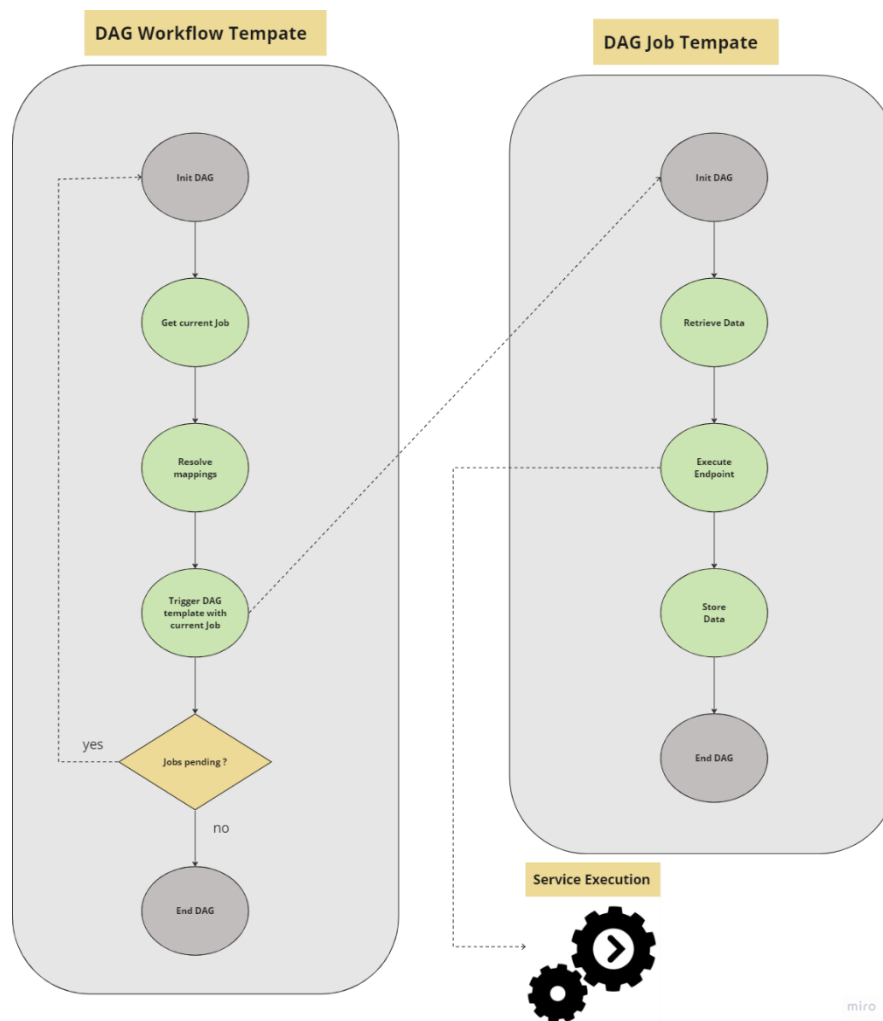 DAG Workflow Tempate
Init DAG
Get current Job
Resolve
mappings
Trigger DAG
template with
current Job
Jobs pending ?
yes
no
End DAG
DAG Job Tempate
Init DAG
Retrieve Data
Execute
Endpoint
Store
Data
End DAG
Service Execution
miro